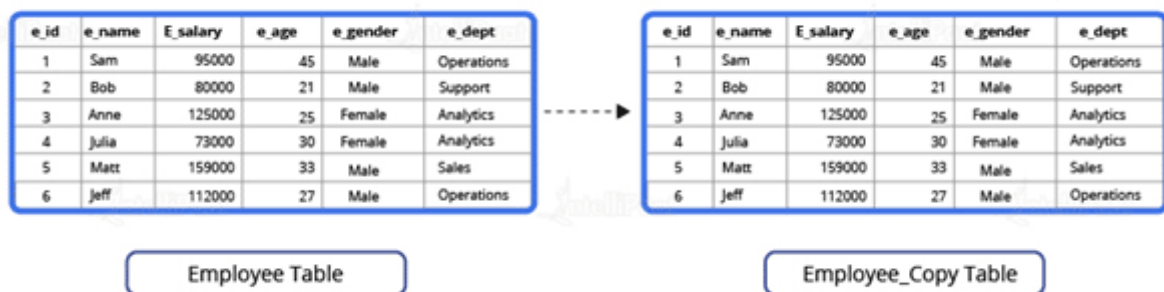 e_id e_name E_salary e_age e_gender e_dept
1 Sam 95000 45 Male Operations
2 Bob 80000 21 Male Support
3 Anne 125000 25 Female Analytics
4 Julia 73000 30 Female Analytics
5 Matt 159000 33 Male Sales
6 Jeff 112000 27 Male Operations
Employee Table
e_id e_name E_salary e_age e_gender e_dept
1 Sam 95000 45 Male Operations
2 Bob 80000 21 Male Support
3 Anne 125000 25 Female Analytics
4 Julia 73000 30 Female Analytics
5 Matt 159000 33 Male Sales
6 Jeff 112000 27 Male Operations
Employee_Copy Table